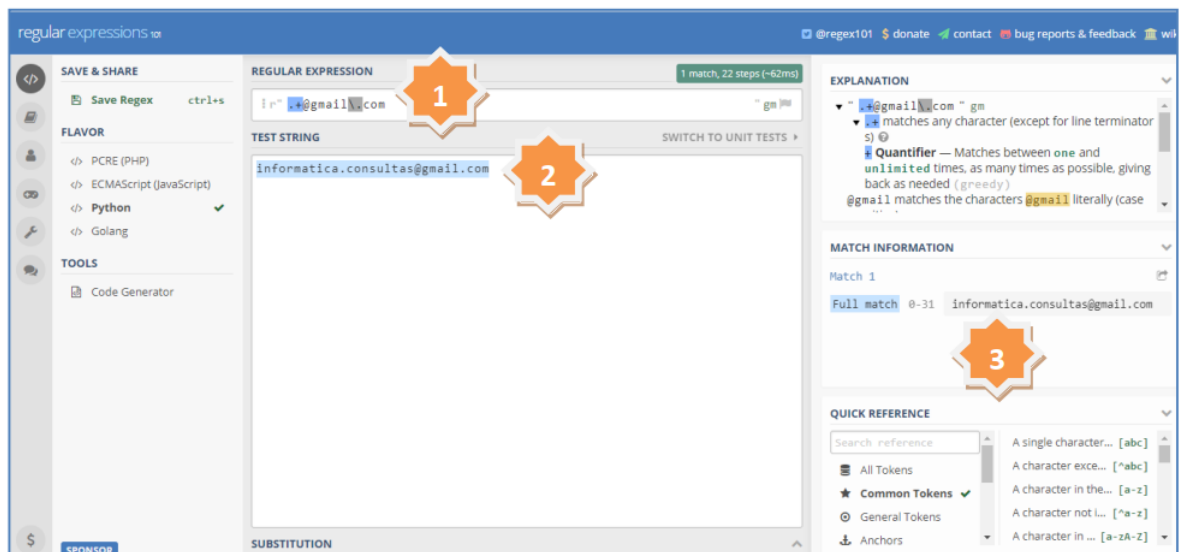 regular expressions 101
@regex101 $ donate contact bug reports & feedback wik
SAVE & SHARE
Save Regex ctrl+s
FLAVOR
</> PCRE (PHP)
</> ECMAScript (JavaScript)
</> Python
</> Golang
TOOLS
Code Generator
SPONSOR
REGULAR EXPRESSION
1 match, 22 steps (~62ms)
r" .+@gmail\.com " gm
1
TEST STRING
SWITCH TO UNIT TESTS
informatica.consultas@gmail.com
2
SUBSTITUTION
EXPLANATION
" .+@gmail\.com " gm
.+ matches any character (except for line terminator
s)
+ Quantifier — Matches between one and
unlimited times, as many times as possible, giving
back as needed (greedy)
@gmail matches the characters @gmail literally (case
MATCH INFORMATION
Match 1
Full match 0-31 informatica.consultas@gmail.com
3
QUICK REFERENCE
Search reference
All Tokens
Common Tokens
General Tokens
Anchors
A single character... [abc]
A character exce... [^abc]
A character in the... [a-z]
A character not i... [^a-z]
A character in ... [a-zA-Z]